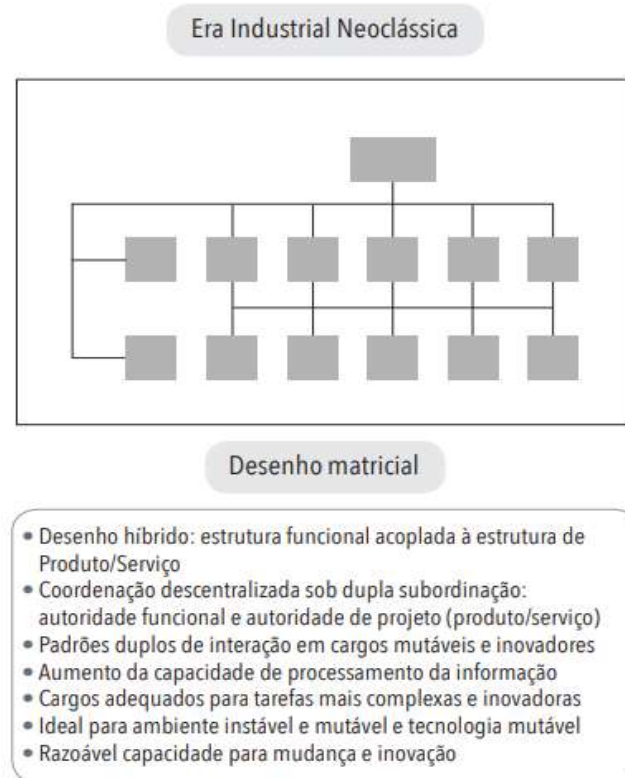 Era Industrial Neoclássica
Desenho matricial
• Desenho híbrido: estrutura funcional acoplada à estrutura de
Produto/Serviço
• Coordenação descentralizada sob dupla subordinação:
autoridade funcional e autoridade de projeto (produto/serviço)
• Padrões duplos de interação em cargos mutáveis e inovadores
• Aumento da capacidade de processamento da informação
• Cargos adequados para tarefas mais complexas e inovadoras
• Ideal para ambiente instável e mutável e tecnologia mutável
• Razoável capacidade para mudança e inovação